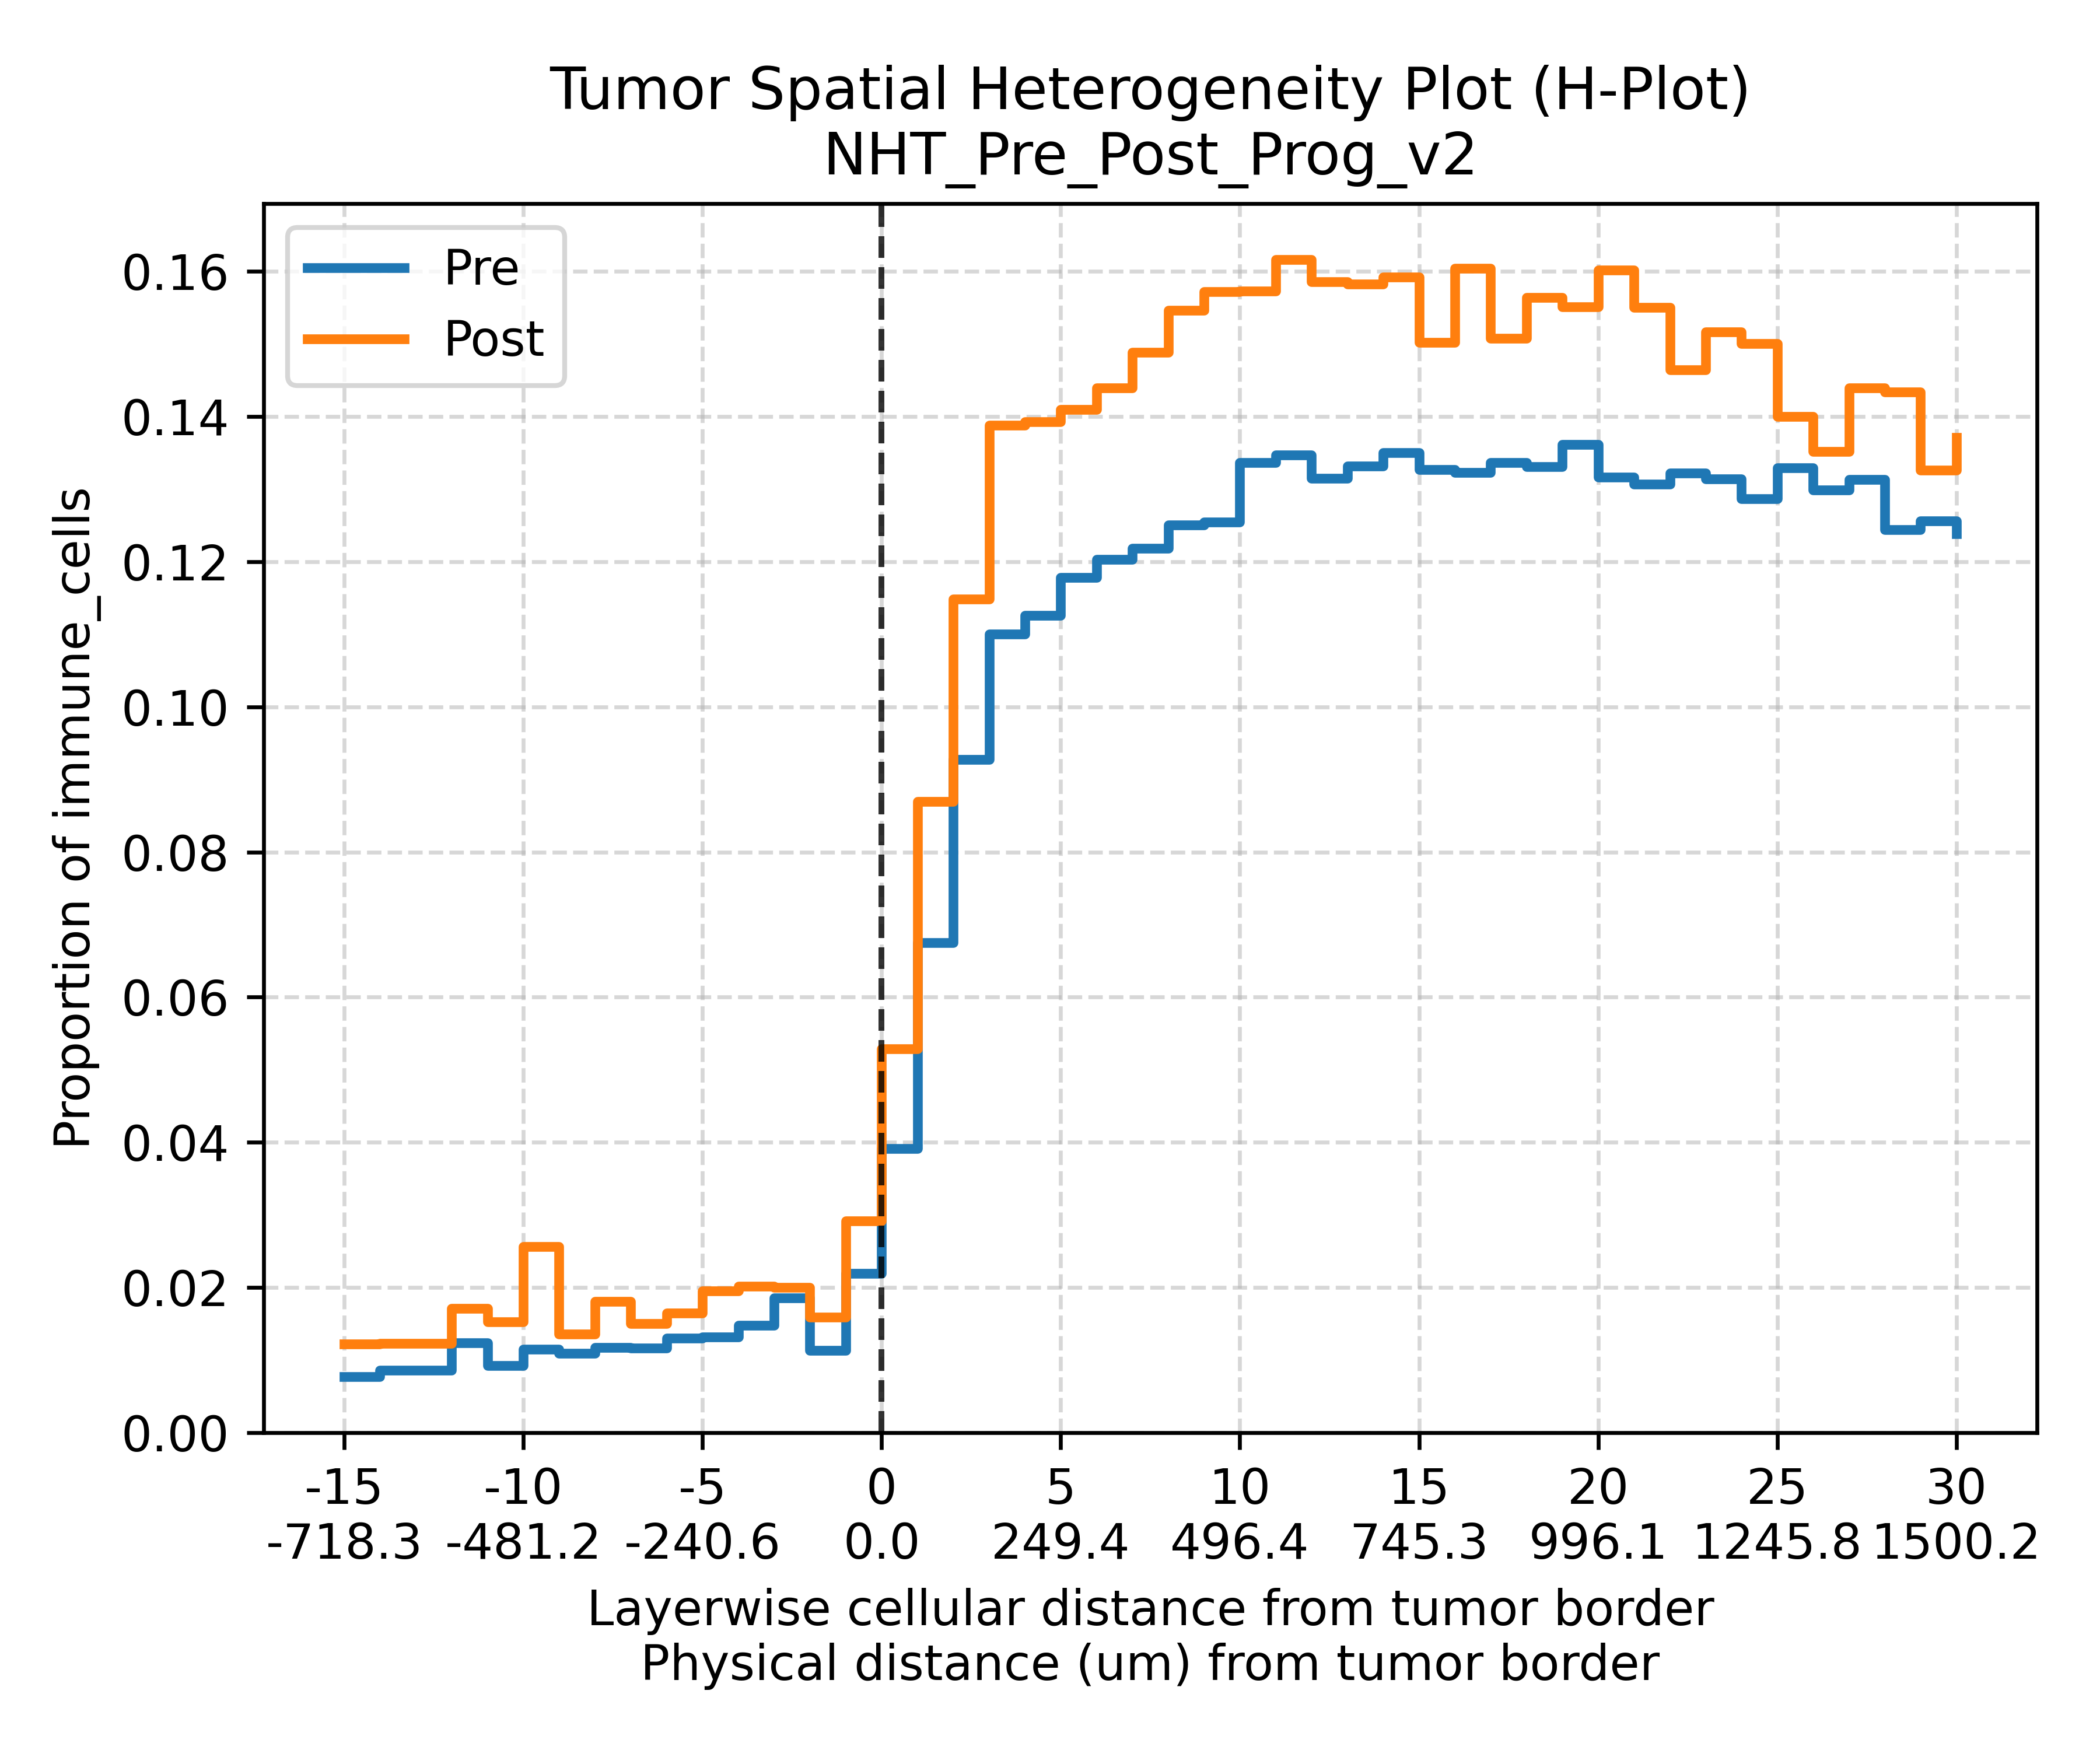 Tumor Spatial Heterogeneity Plot (H-Plot)
NHT_Pre_Post_Prog_v2
Pre
Post
Proportion of immune_cells
0.16
0.14
0.12
0.10
0.08
0.06
0.04
0.02
0.00
-15 -10 -5 0 5 10 15 20 25 30
-718.3 -481.2 -240.6 0.0 249.4 496.4 745.3 996.1 1245.8 1500.2
Layerwise cellular distance from tumor border
Physical distance (um) from tumor border